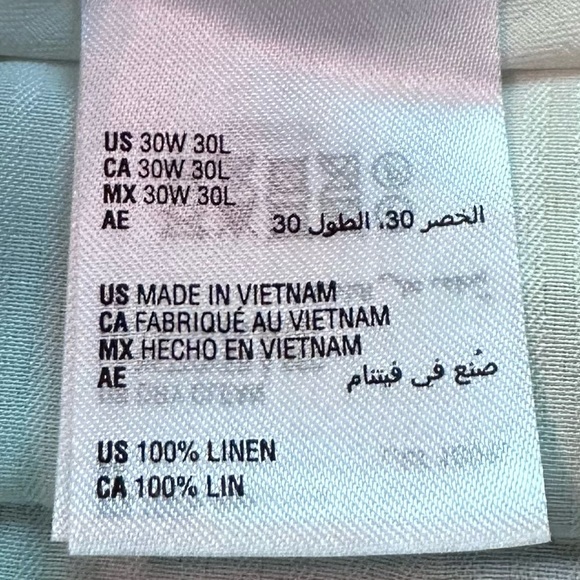 US 30W 30L
CA 30W 30L
MX 30W 30L
AE الخصر 30، الطول 30
US MADE IN VIETNAM
CA FABRIQUÉ AU VIETNAM
MX HECHO EN VIETNAM
AE صُنع في فيتنام
US 100% LINEN
CA 100% LIN